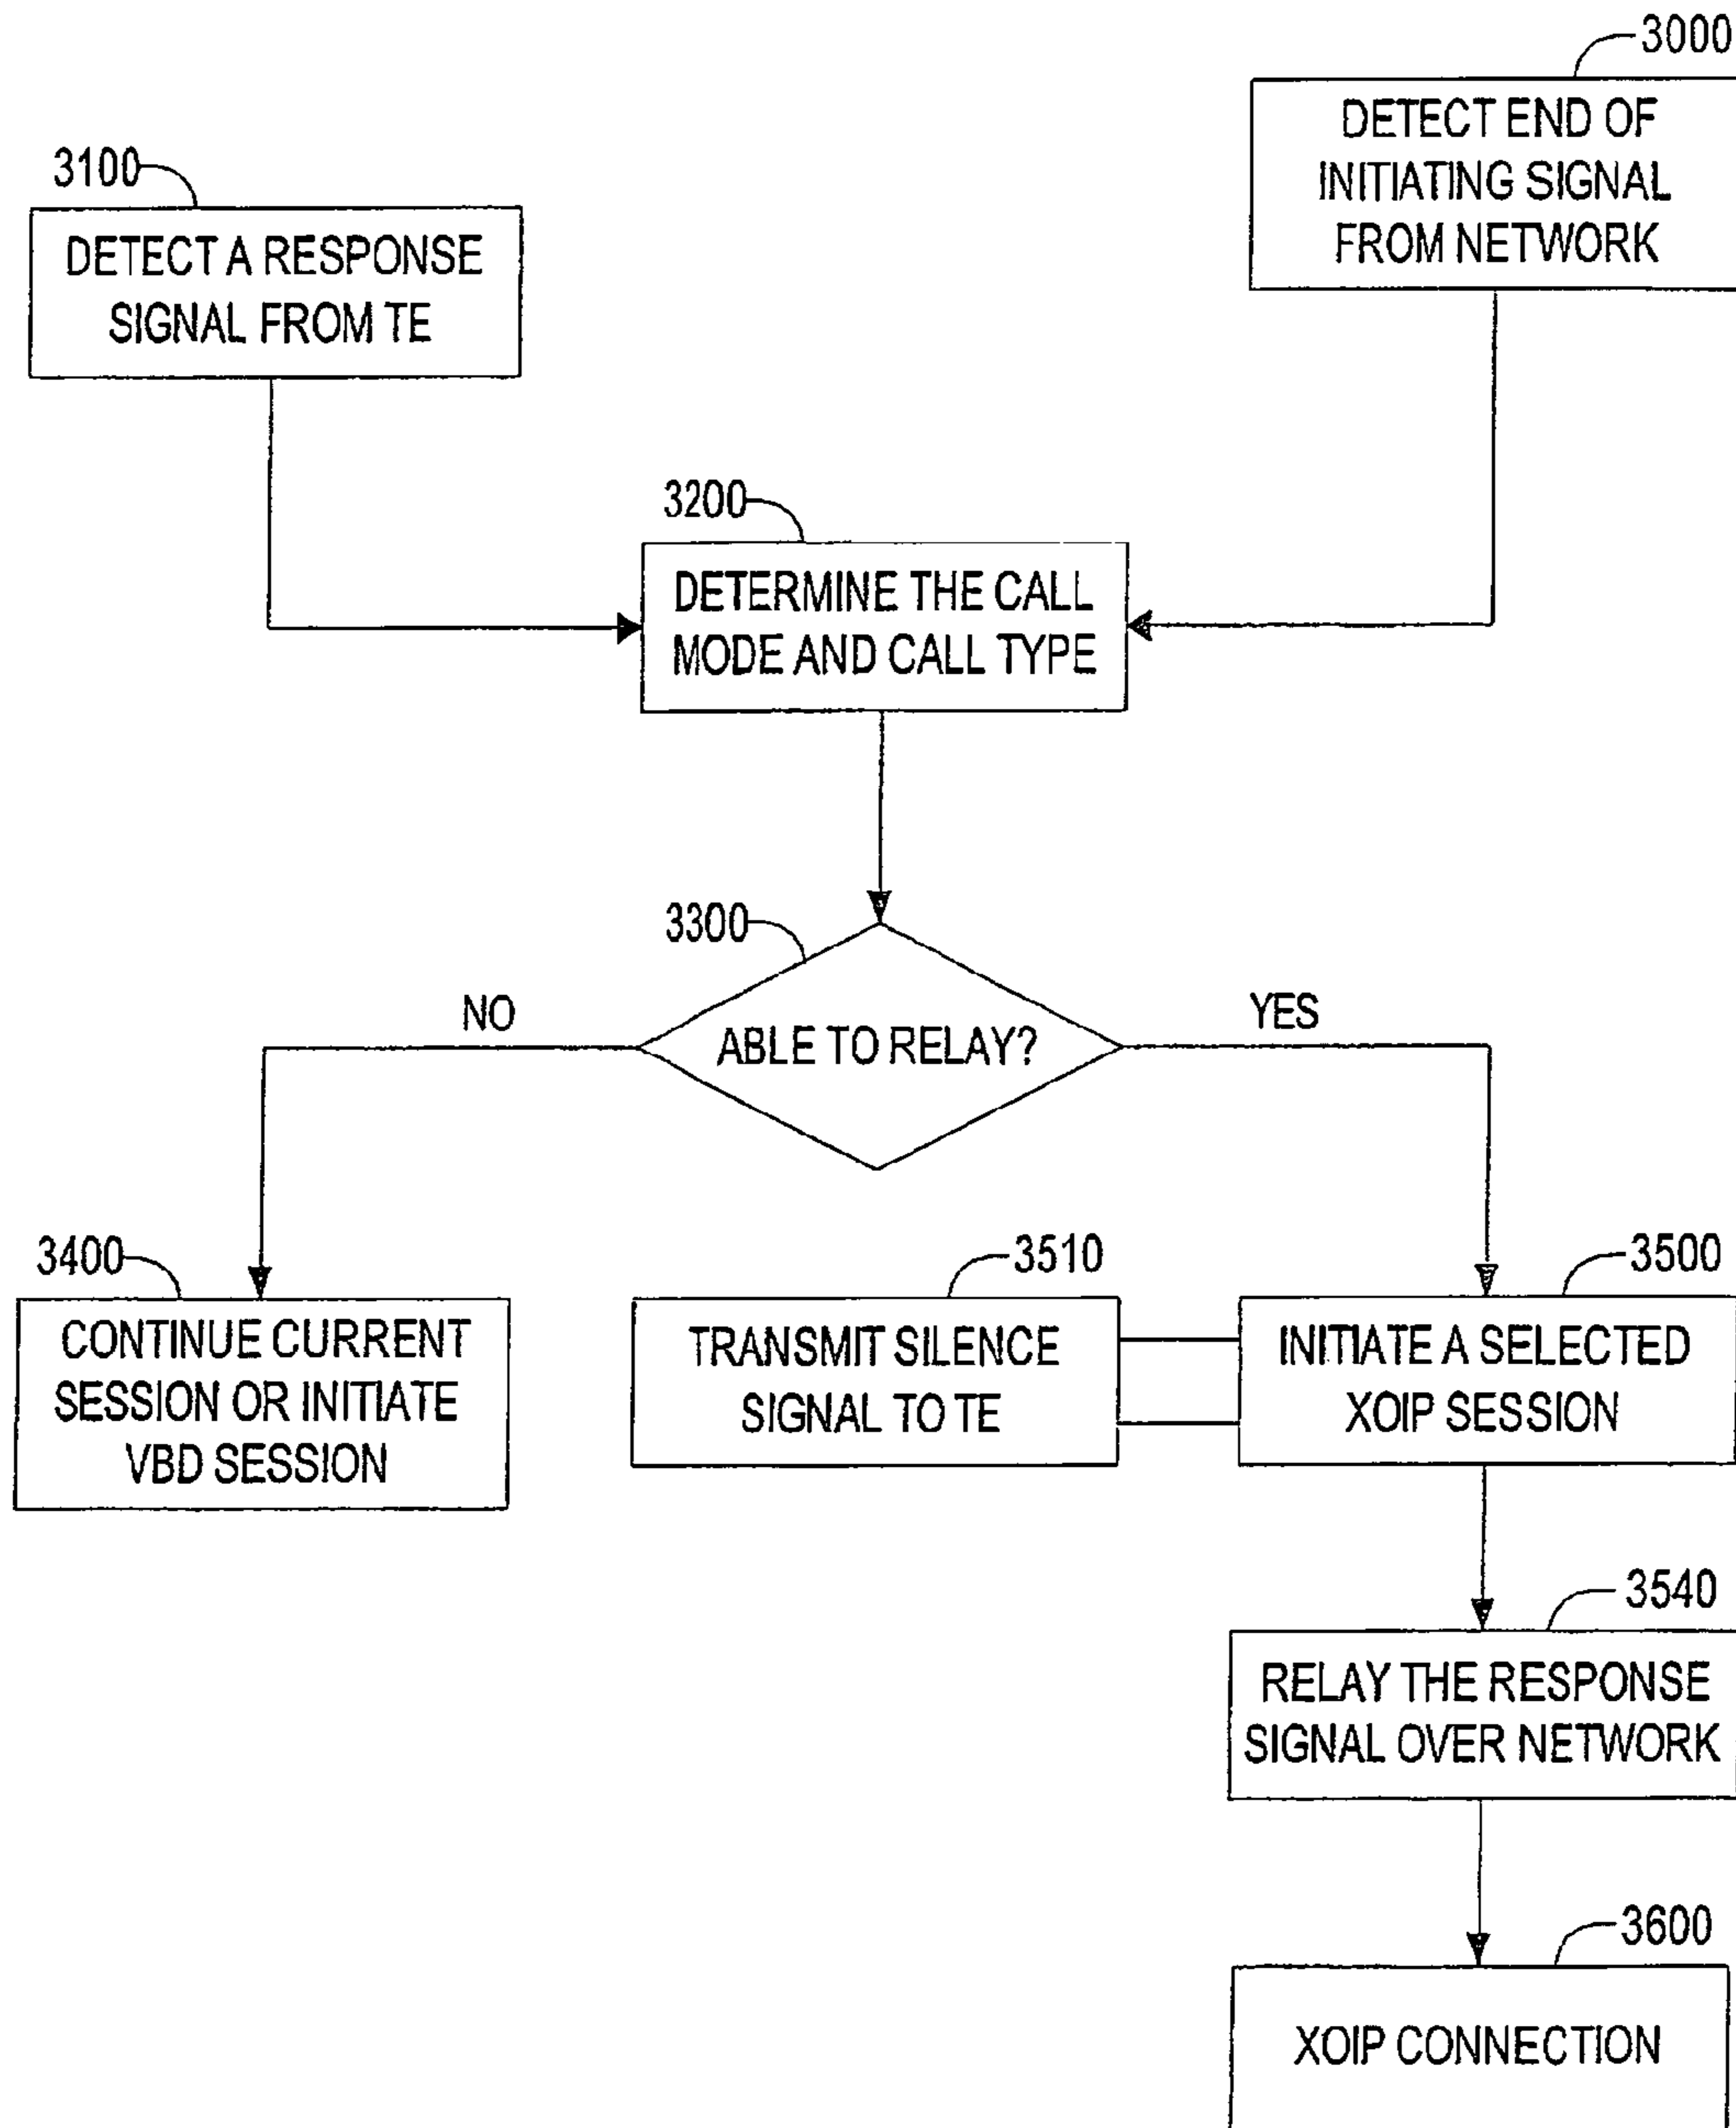 3000
DETECT END OF
INITIATING SIGNAL
FROM NETWORK
3100
DETECT A RESPONSE
SIGNAL FROM TE
3200
DETERMINE THE CALL
MODE AND CALL TYPE
3300
NO
ABLE TO RELAY?
YES
3400
CONTINUE CURRENT
SESSION OR INITIATE
VBD SESSION
3510
TRANSMIT SILENCE
SIGNAL TO TE
3500
INITIATE A SELECTED
XOIP SESSION
3540
RELAY THE RESPONSE
SIGNAL OVER NETWORK
3600
XOIP CONNECTION